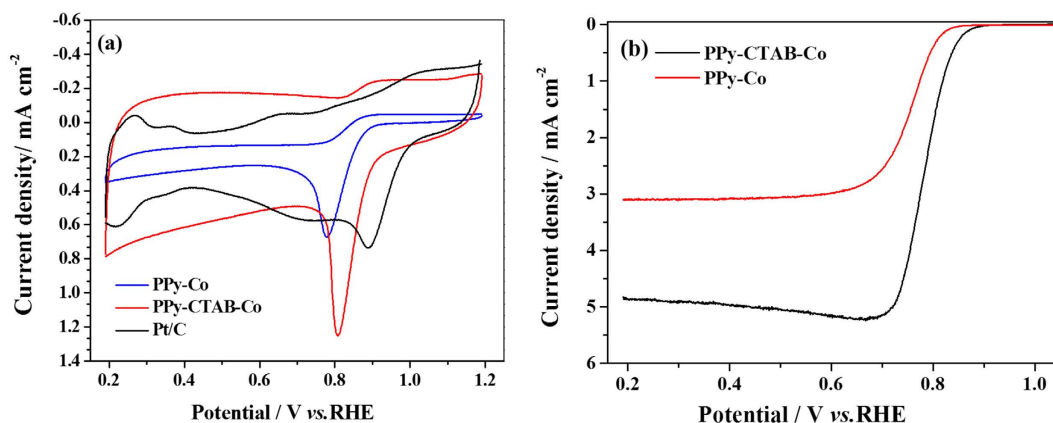 (a)
Current density/ mA cm-2
-0.6
-0.4
-0.2
0.0
0.2
0.4
0.6
0.8
1.0
1.2
1.4
PPy-Co
PPy-CTAB-Co
Pt/C
0.2 0.4 0.6 0.8 1.0 1.2
Potential / V vs.RHE
(b)
Current density / mA cm-2
0
1
2
3
4
5
6
PPy-CTAB-Co
PPy-Co
0.2 0.4 0.6 0.8 1.0
Potential / V vs.RHE